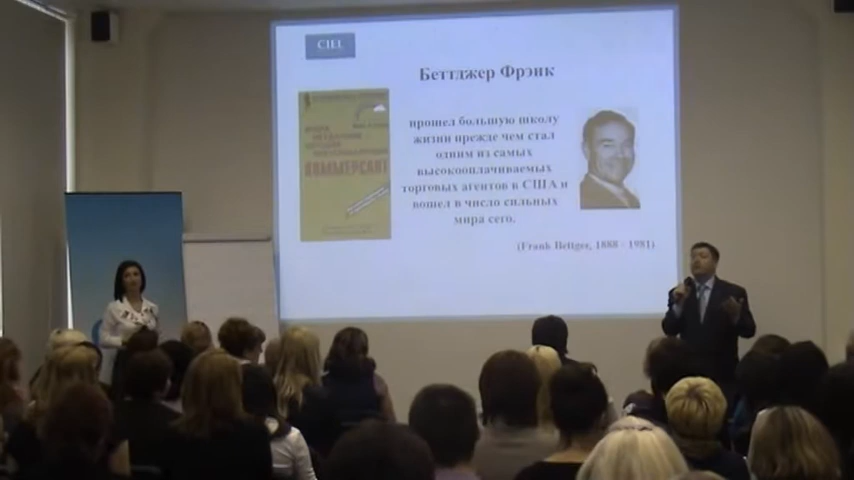 CIEL
Беттджер Фрэнк
КОММЕРСАНТ
прошел большую школу
жизни прежде чем стал
одним из самых
высокооплачиваемых
торговых агентов в США и
вошел в число сильных
мира сего.
(Frank Bettger, 1888 - 1981)